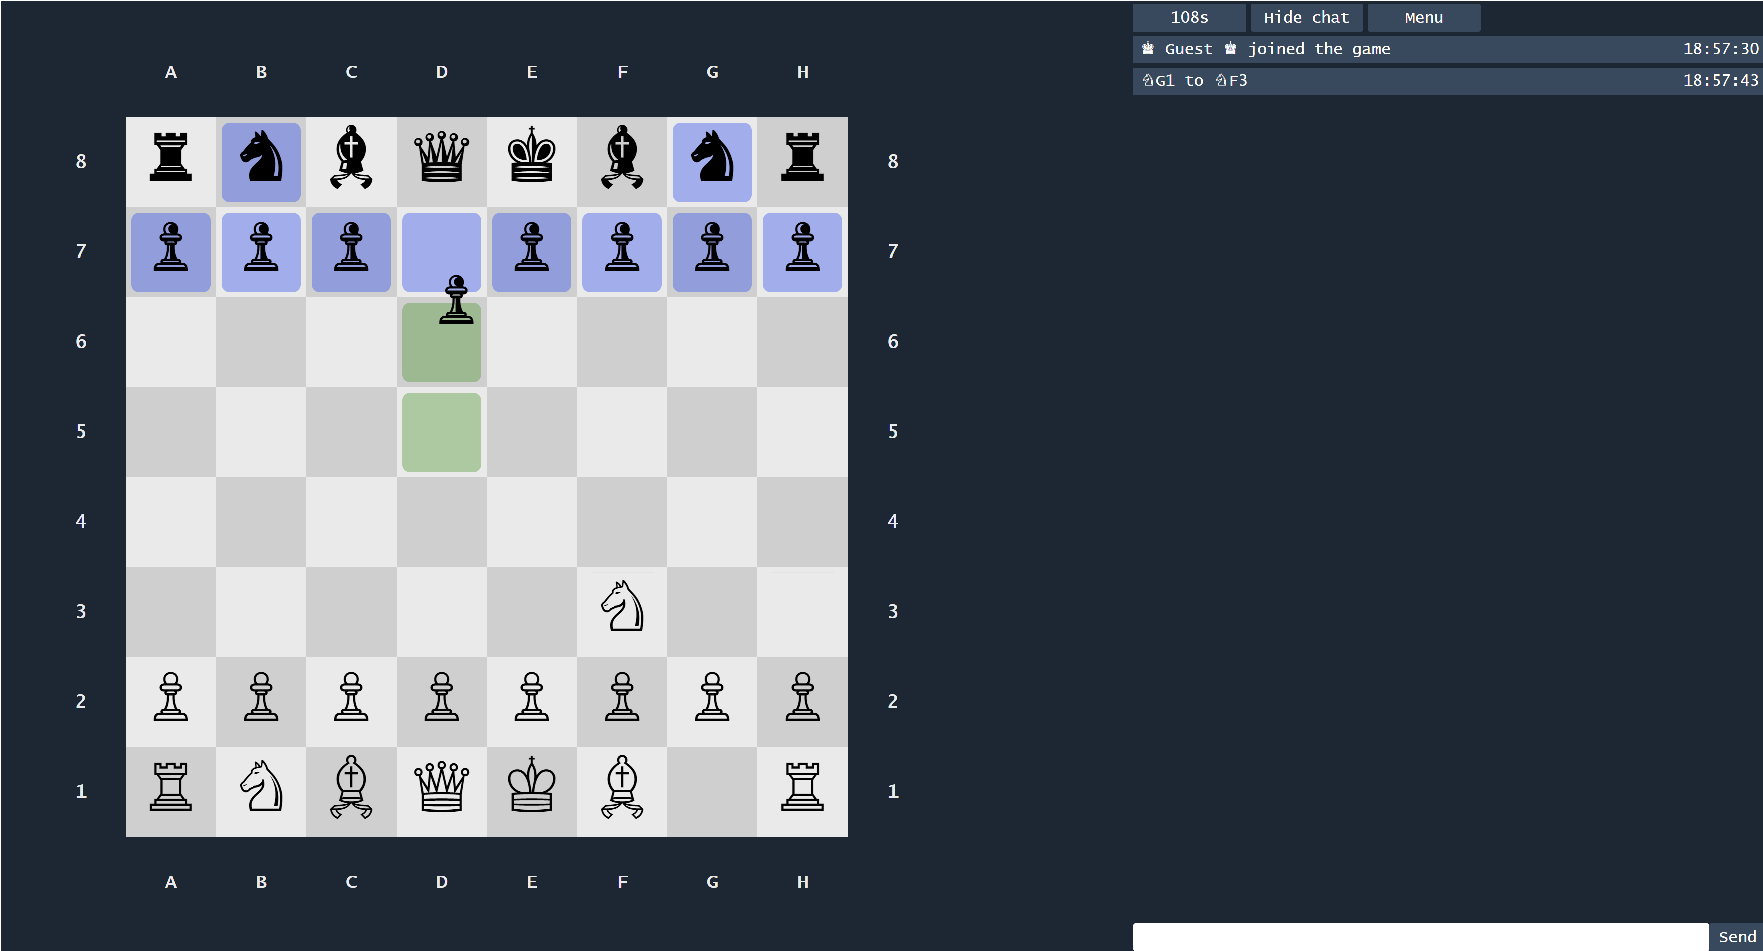 108s Hide chat Menu
♚ Guest ♚ joined the game 18:57:30
♘G1 to ♘F3 18:57:43
A B C D E F G H
8 8
7 7
6 6
5 5
4 4
3 3
2 2
1 1
A B C D E F G H
Send